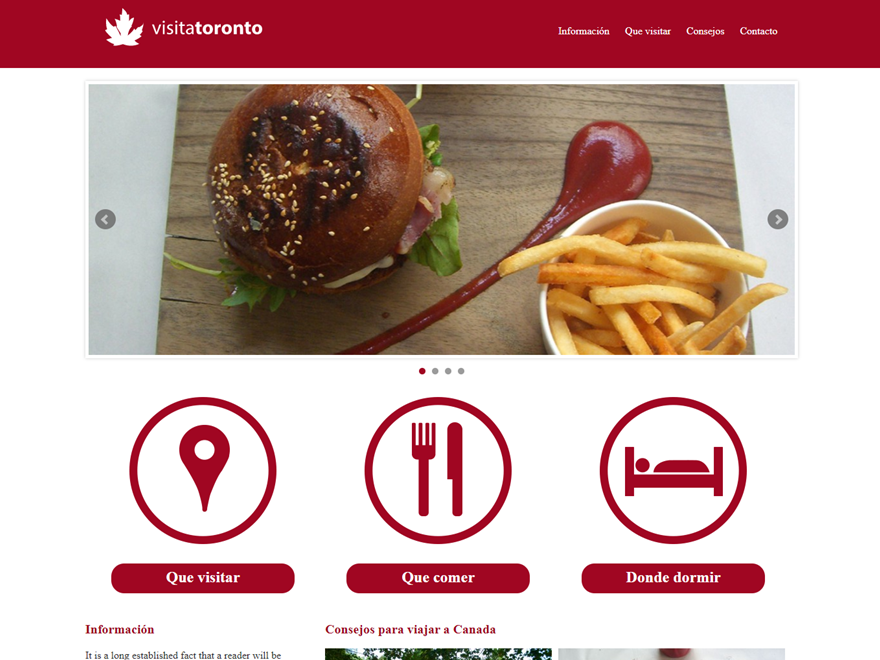 visitatoronto
Información Que visitar Consejos Contacto
Que visitar Que comer Donde dormir
Información
Consejos para viajar a Canada
It is a long established fact that a reader will be